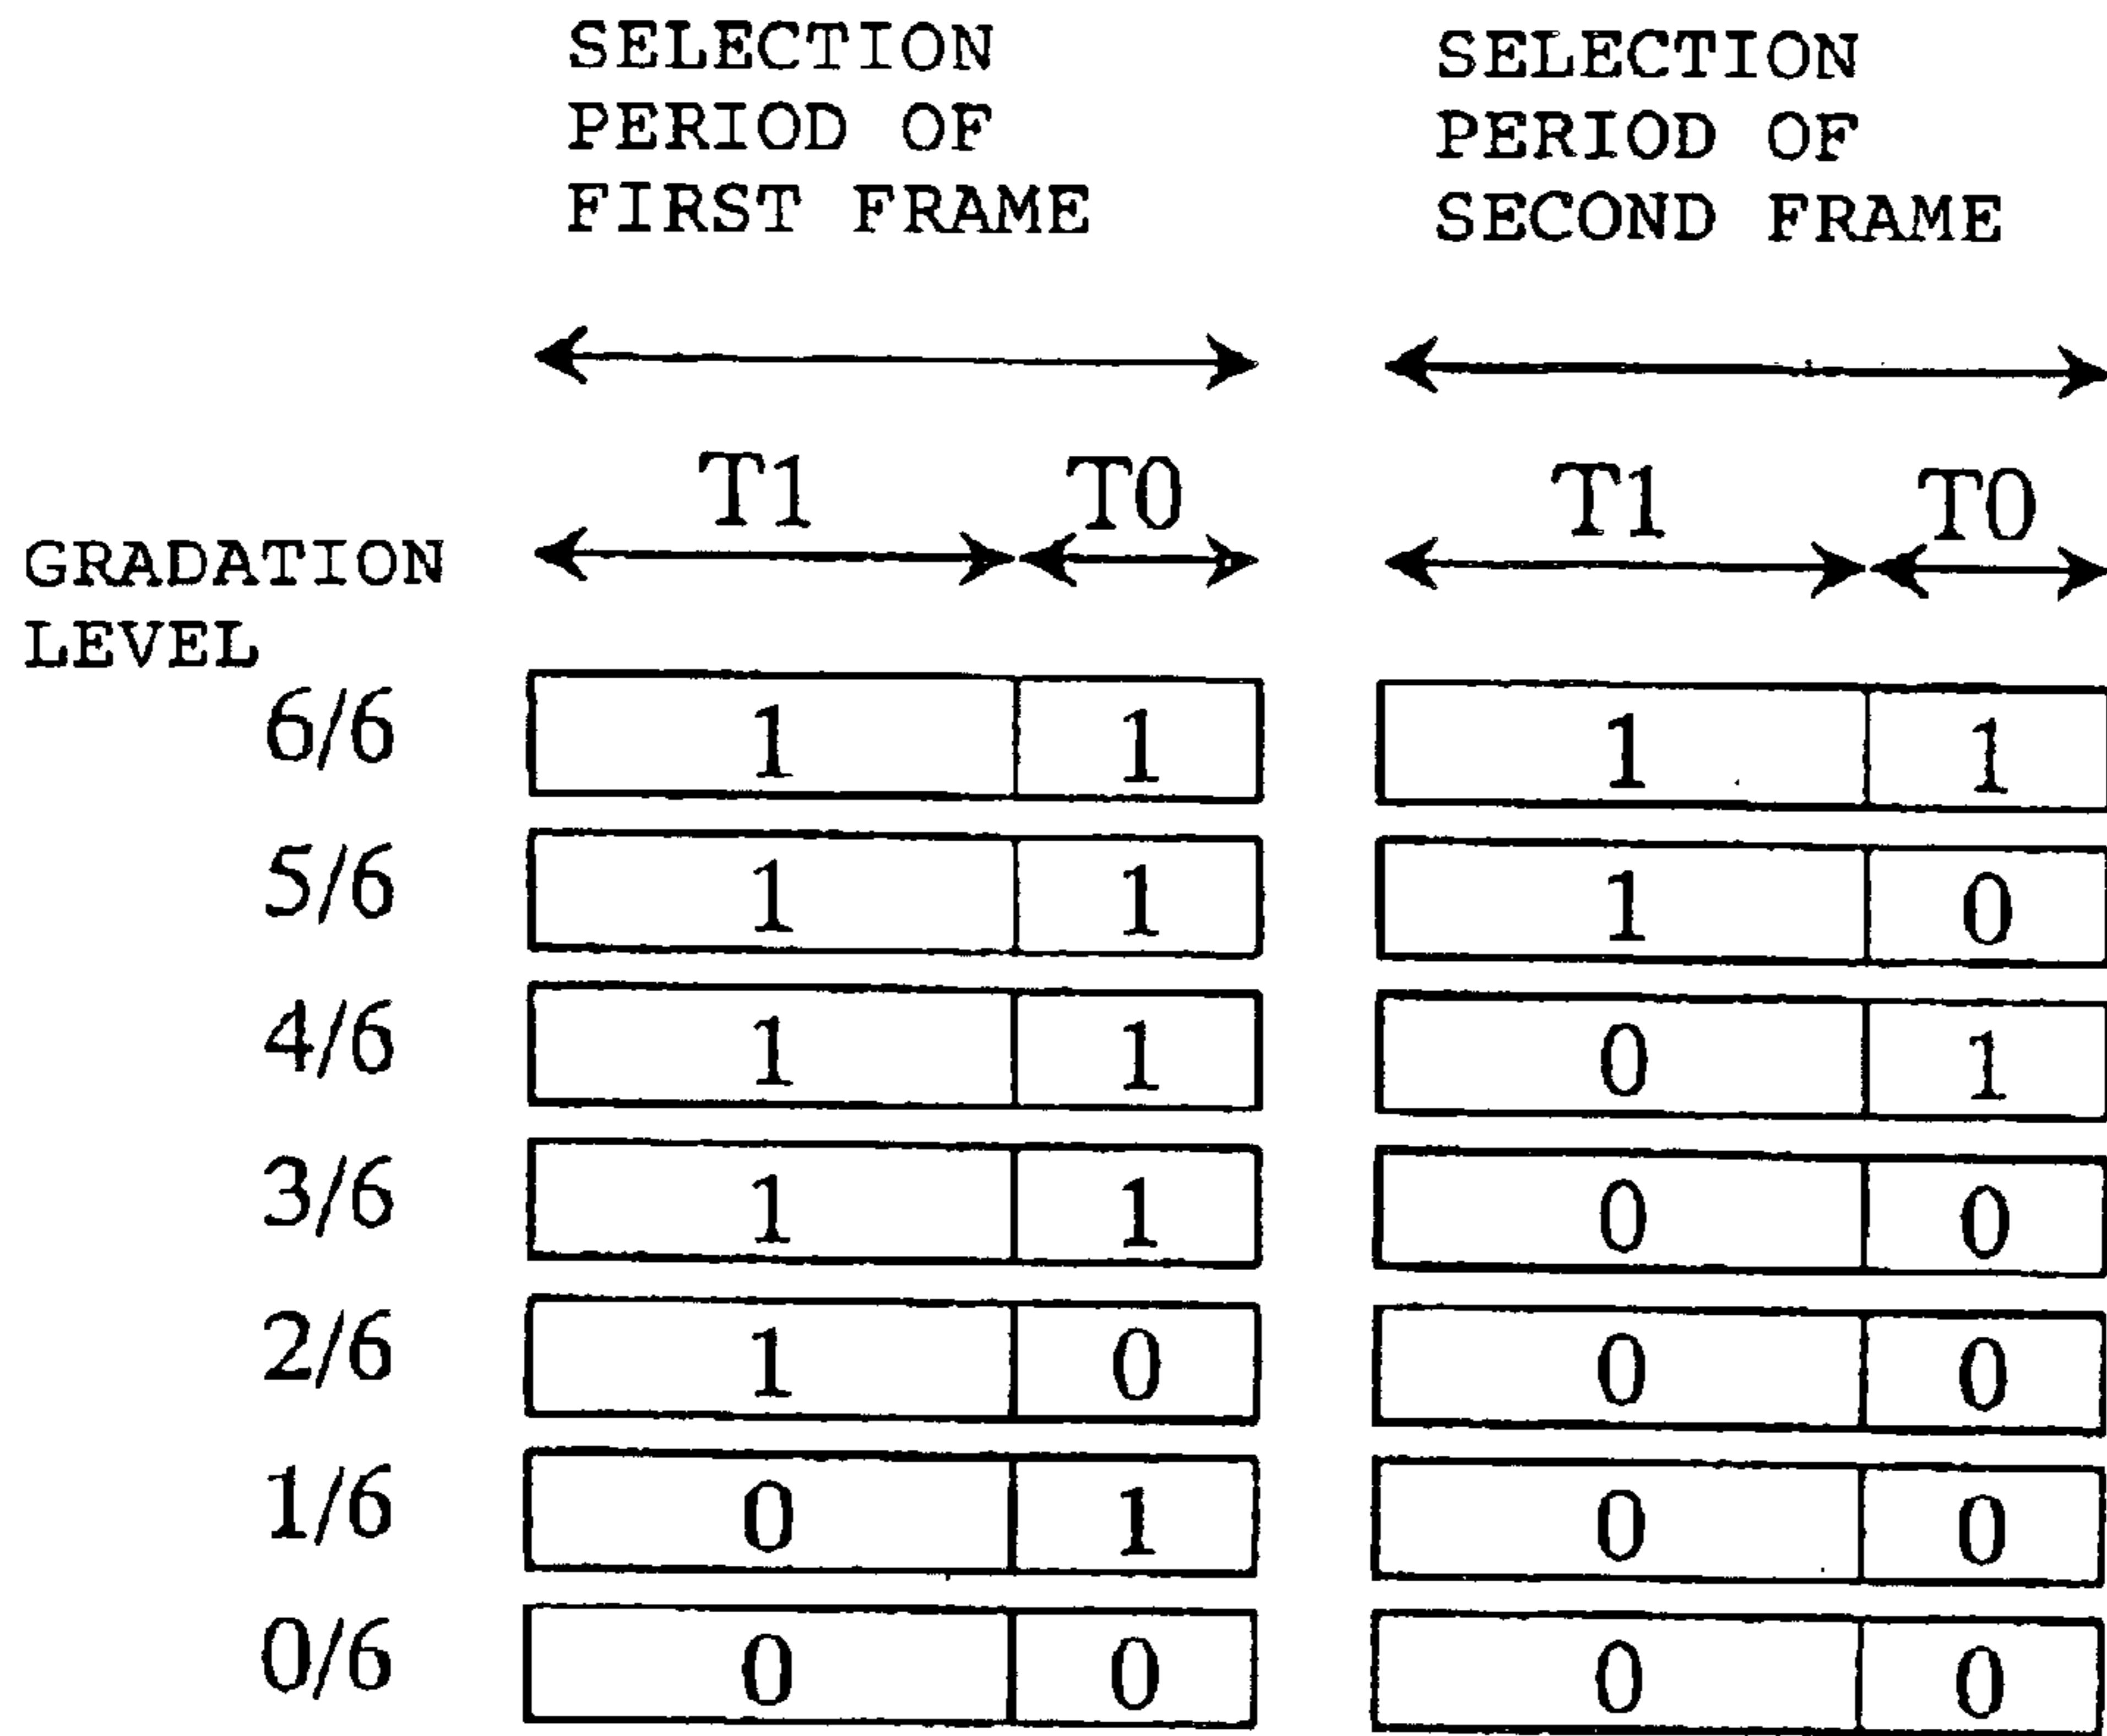 SELECTION
PERIOD OF
FIRST FRAME
SELECTION
PERIOD OF
SECOND FRAME
T1 T0 T1 T0
GRADATION
LEVEL
6/6 1 1 1 1
5/6 1 1 1 0
4/6 1 1 0 1
3/6 1 1 0 0
2/6 1 0 0 0
1/6 0 1 0 0
0/6 0 0 0 0